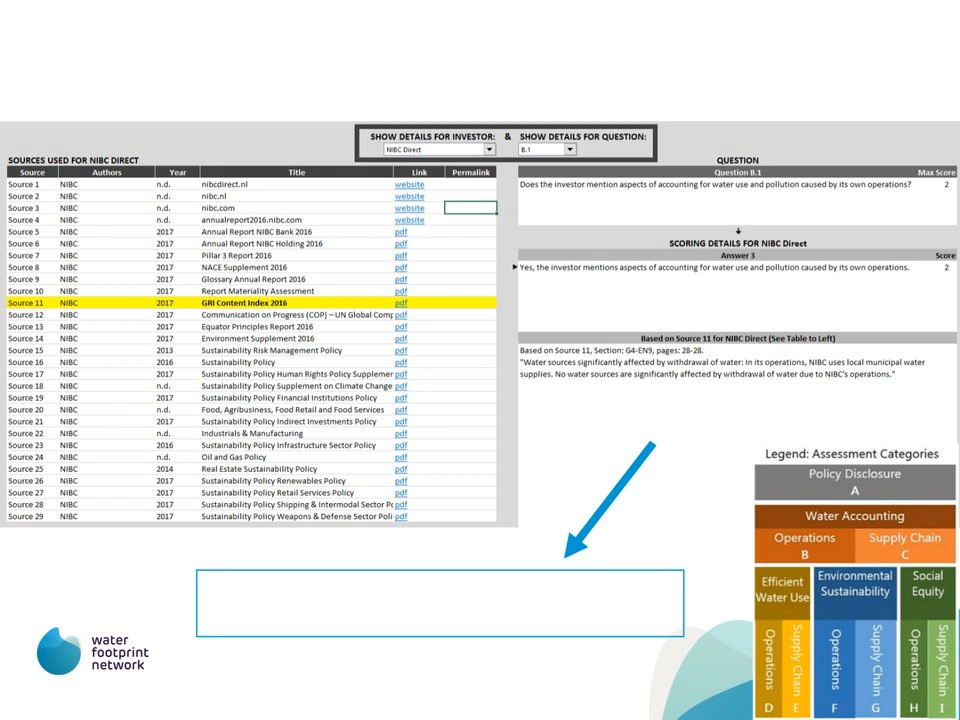 SHOW DETAILS FOR INVESTOR: & SHOW DETAILS FOR QUESTION:
NIBC Direct B.1
SOURCES USED FOR NIBC DIRECT
Source Authors Year Title Link Permalink
Source 1 NIBC n.d. nibcdirect.nl website
Source 2 NIBC n.d. nibc.nl website
Source 3 NIBC n.d. nibc.com website
Source 4 NIBC n.d. annualreport2016.nibc.com website
Source 5 NIBC 2017 Annual Report NIBC Bank 2016 pdf
Source 6 NIBC 2017 Annual Report NIBC Holding 2016 pdf
Source 7 NIBC 2017 Pillar 3 Report 2016 pdf
Source 8 NIBC 2017 NACE Supplement 2016 pdf
Source 9 NIBC 2017 Glossary Annual Report 2016 pdf
Source 10 NIBC 2017 Report Materiality Assessment pdf
Source 11 NIBC 2017 GRI Content Index 2016 pdf
Source 12 NIBC 2017 Communication on Progress (COP) – UN Global Comp pdf
Source 13 NIBC 2017 Equator Principles Report 2016 pdf
Source 14 NIBC 2017 Environment Supplement 2016 pdf
Source 15 NIBC 2013 Sustainability Risk Management Policy pdf
Source 16 NIBC 2016 Sustainability Policy pdf
Source 17 NIBC 2017 Sustainability Policy Human Rights Policy Supplemen pdf
Source 18 NIBC n.d. Sustainability Policy Supplement on Climate Change pdf
Source 19 NIBC 2017 Sustainability Policy Financial Institutions Policy pdf
Source 20 NIBC n.d. Food, Agribusiness, Food Retail and Food Services pdf
Source 21 NIBC 2017 Sustainability Policy Indirect Investments Policy pdf
Source 22 NIBC n.d. Industrials & Manufacturing pdf
Source 23 NIBC 2016 Sustainability Policy Infrastructure Sector Policy pdf
Source 24 NIBC n.d. Oil and Gas Policy pdf
Source 25 NIBC 2014 Real Estate Sustainability Policy pdf
Source 26 NIBC 2017 Sustainability Policy Renewables Policy pdf
Source 27 NIBC 2017 Sustainability Policy Retail Services Policy pdf
Source 28 NIBC 2017 Sustainability Policy Shipping & Intermodal Sector Po pdf
Source 29 NIBC 2017 Sustainability Policy Weapons & Defense Sector Poli pdf
QUESTION
Question B.1 Max Score
Does the investor mention aspects of accounting for water use and pollution caused by its own operations? 2
SCORING DETAILS FOR NIBC Direct
Answer 3 Score
Yes, the investor mentions aspects of accounting for water use and pollution caused by its own operations. 2
Based on Source 11 for NIBC Direct (See Table to Left)
Based on Source 11, Section: G4-EN9, pages: 28-28.
"Water sources significantly affected by withdrawal of water: In its operations, NIBC uses local municipal water
supplies. No water sources are significantly affected by withdrawal of water due to NIBC's operations."
Legend: Assessment Categories
Policy Disclosure
A
Water Accounting
Operations
B
Supply Chain
C
Efficient
Water Use
Environmental
Sustainability
Social
Equity
Operations D
Supply Chain E
Operations F
Supply Chain G
Operations H
Supply Chain I
water
footprint
network